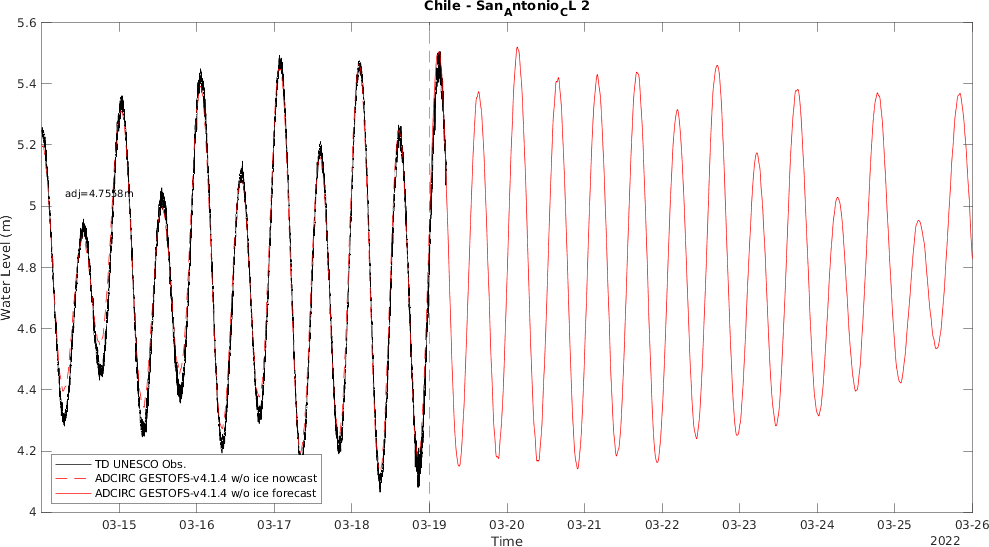 Chile - SanAntonioCL 2
5.6
5.4
5.2
5
4.8
4.6
4.4
4.2
4
Water Level (m)
adj=4.7558m
TD UNESCO Obs.
ADCIRC GESTOFS-v4.1.4 w/o ice nowcast
ADCIRC GESTOFS-v4.1.4 w/o ice forecast
03-15 03-16 03-17 03-18 03-19 03-20 03-21 03-22 03-23 03-24 03-25 03-26
Time
2022